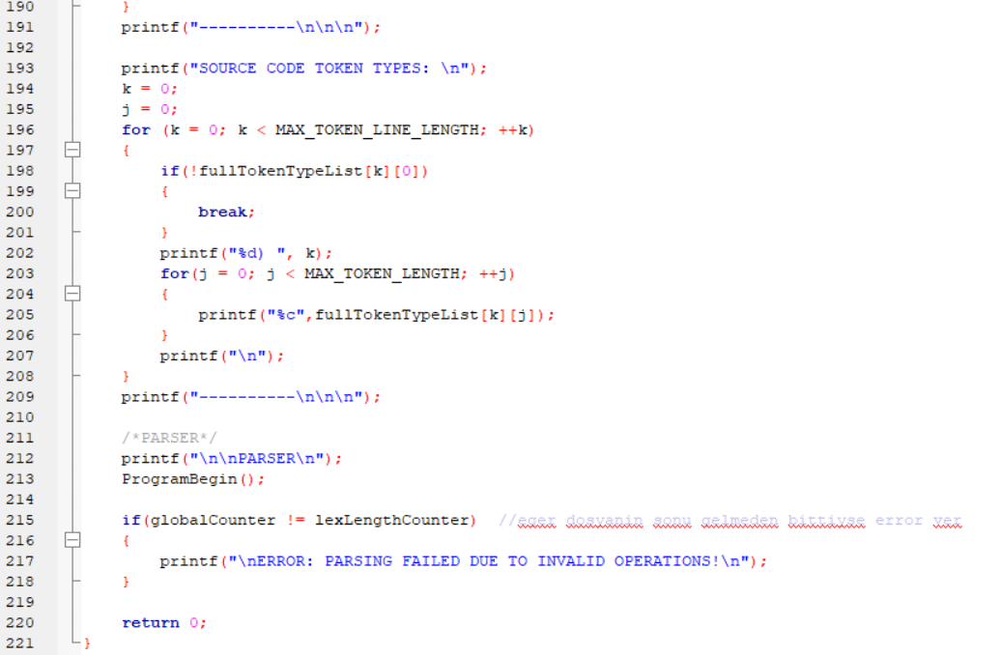 190 }
191 printf("----------\n\n\n");
192
193 printf("SOURCE CODE TOKEN TYPES: \n");
194 k = 0;
195 j = 0;
196 for (k = 0; k < MAX_TOKEN_LINE_LENGTH; ++k)
197 {
198 if(!fullTokenTypeList[k][0])
199 {
200 break;
201 }
202 printf("%d) ", k);
203 for(j = 0; j < MAX_TOKEN_LENGTH; ++j)
204 {
205 printf("%c",fullTokenTypeList[k][j]);
206 }
207 printf("\n");
208 }
209 printf("----------\n\n\n");
210
211 /*PARSER*/
212 printf("\n\nPARSER\n");
213 ProgramBegin();
214
215 if(globalCounter != lexLengthCounter) //eger dosyanin sonu gelmeden bittiyse error ver
216 {
217 printf("\nERROR: PARSING FAILED DUE TO INVALID OPERATIONS!\n");
218 }
219
220 return 0;
221 }